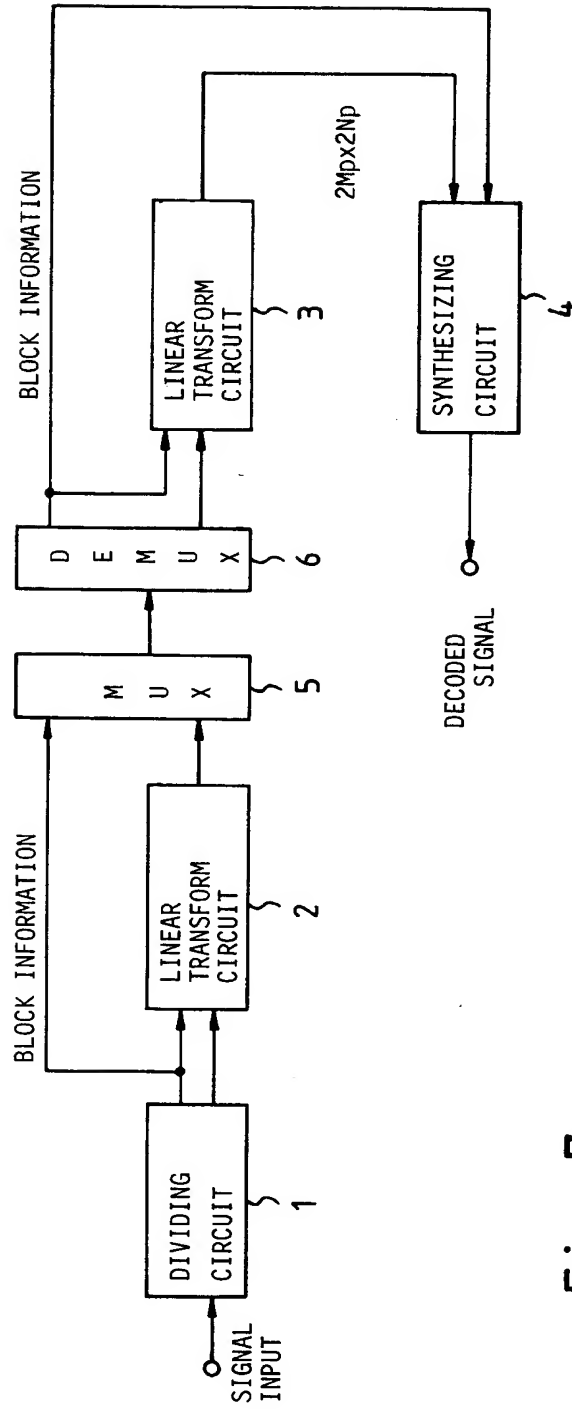 SIGNAL
INPUT
DIVIDING
CIRCUIT
1
BLOCK INFORMATION
LINEAR
TRANSFORM
CIRCUIT
2
M U X
5
D E M U X
6
BLOCK INFORMATION
LINEAR
TRANSFORM
CIRCUIT
3
2Mpx2Np
SYNTHESIZING
CIRCUIT
4
DECODED
SIGNAL